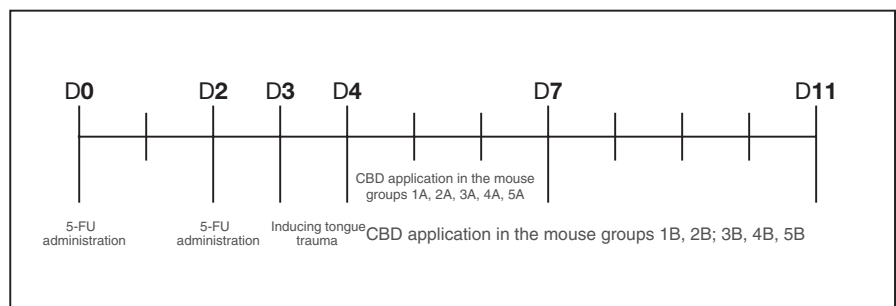 D0 D2 D3 D4 D7 D11
CBD application in the mouse
groups 1A, 2A, 3A, 4A, 5A
5-FU
administration
5-FU
administration
Inducing tongue
trauma
CBD application in the mouse groups 1B, 2B; 3B, 4B, 5B